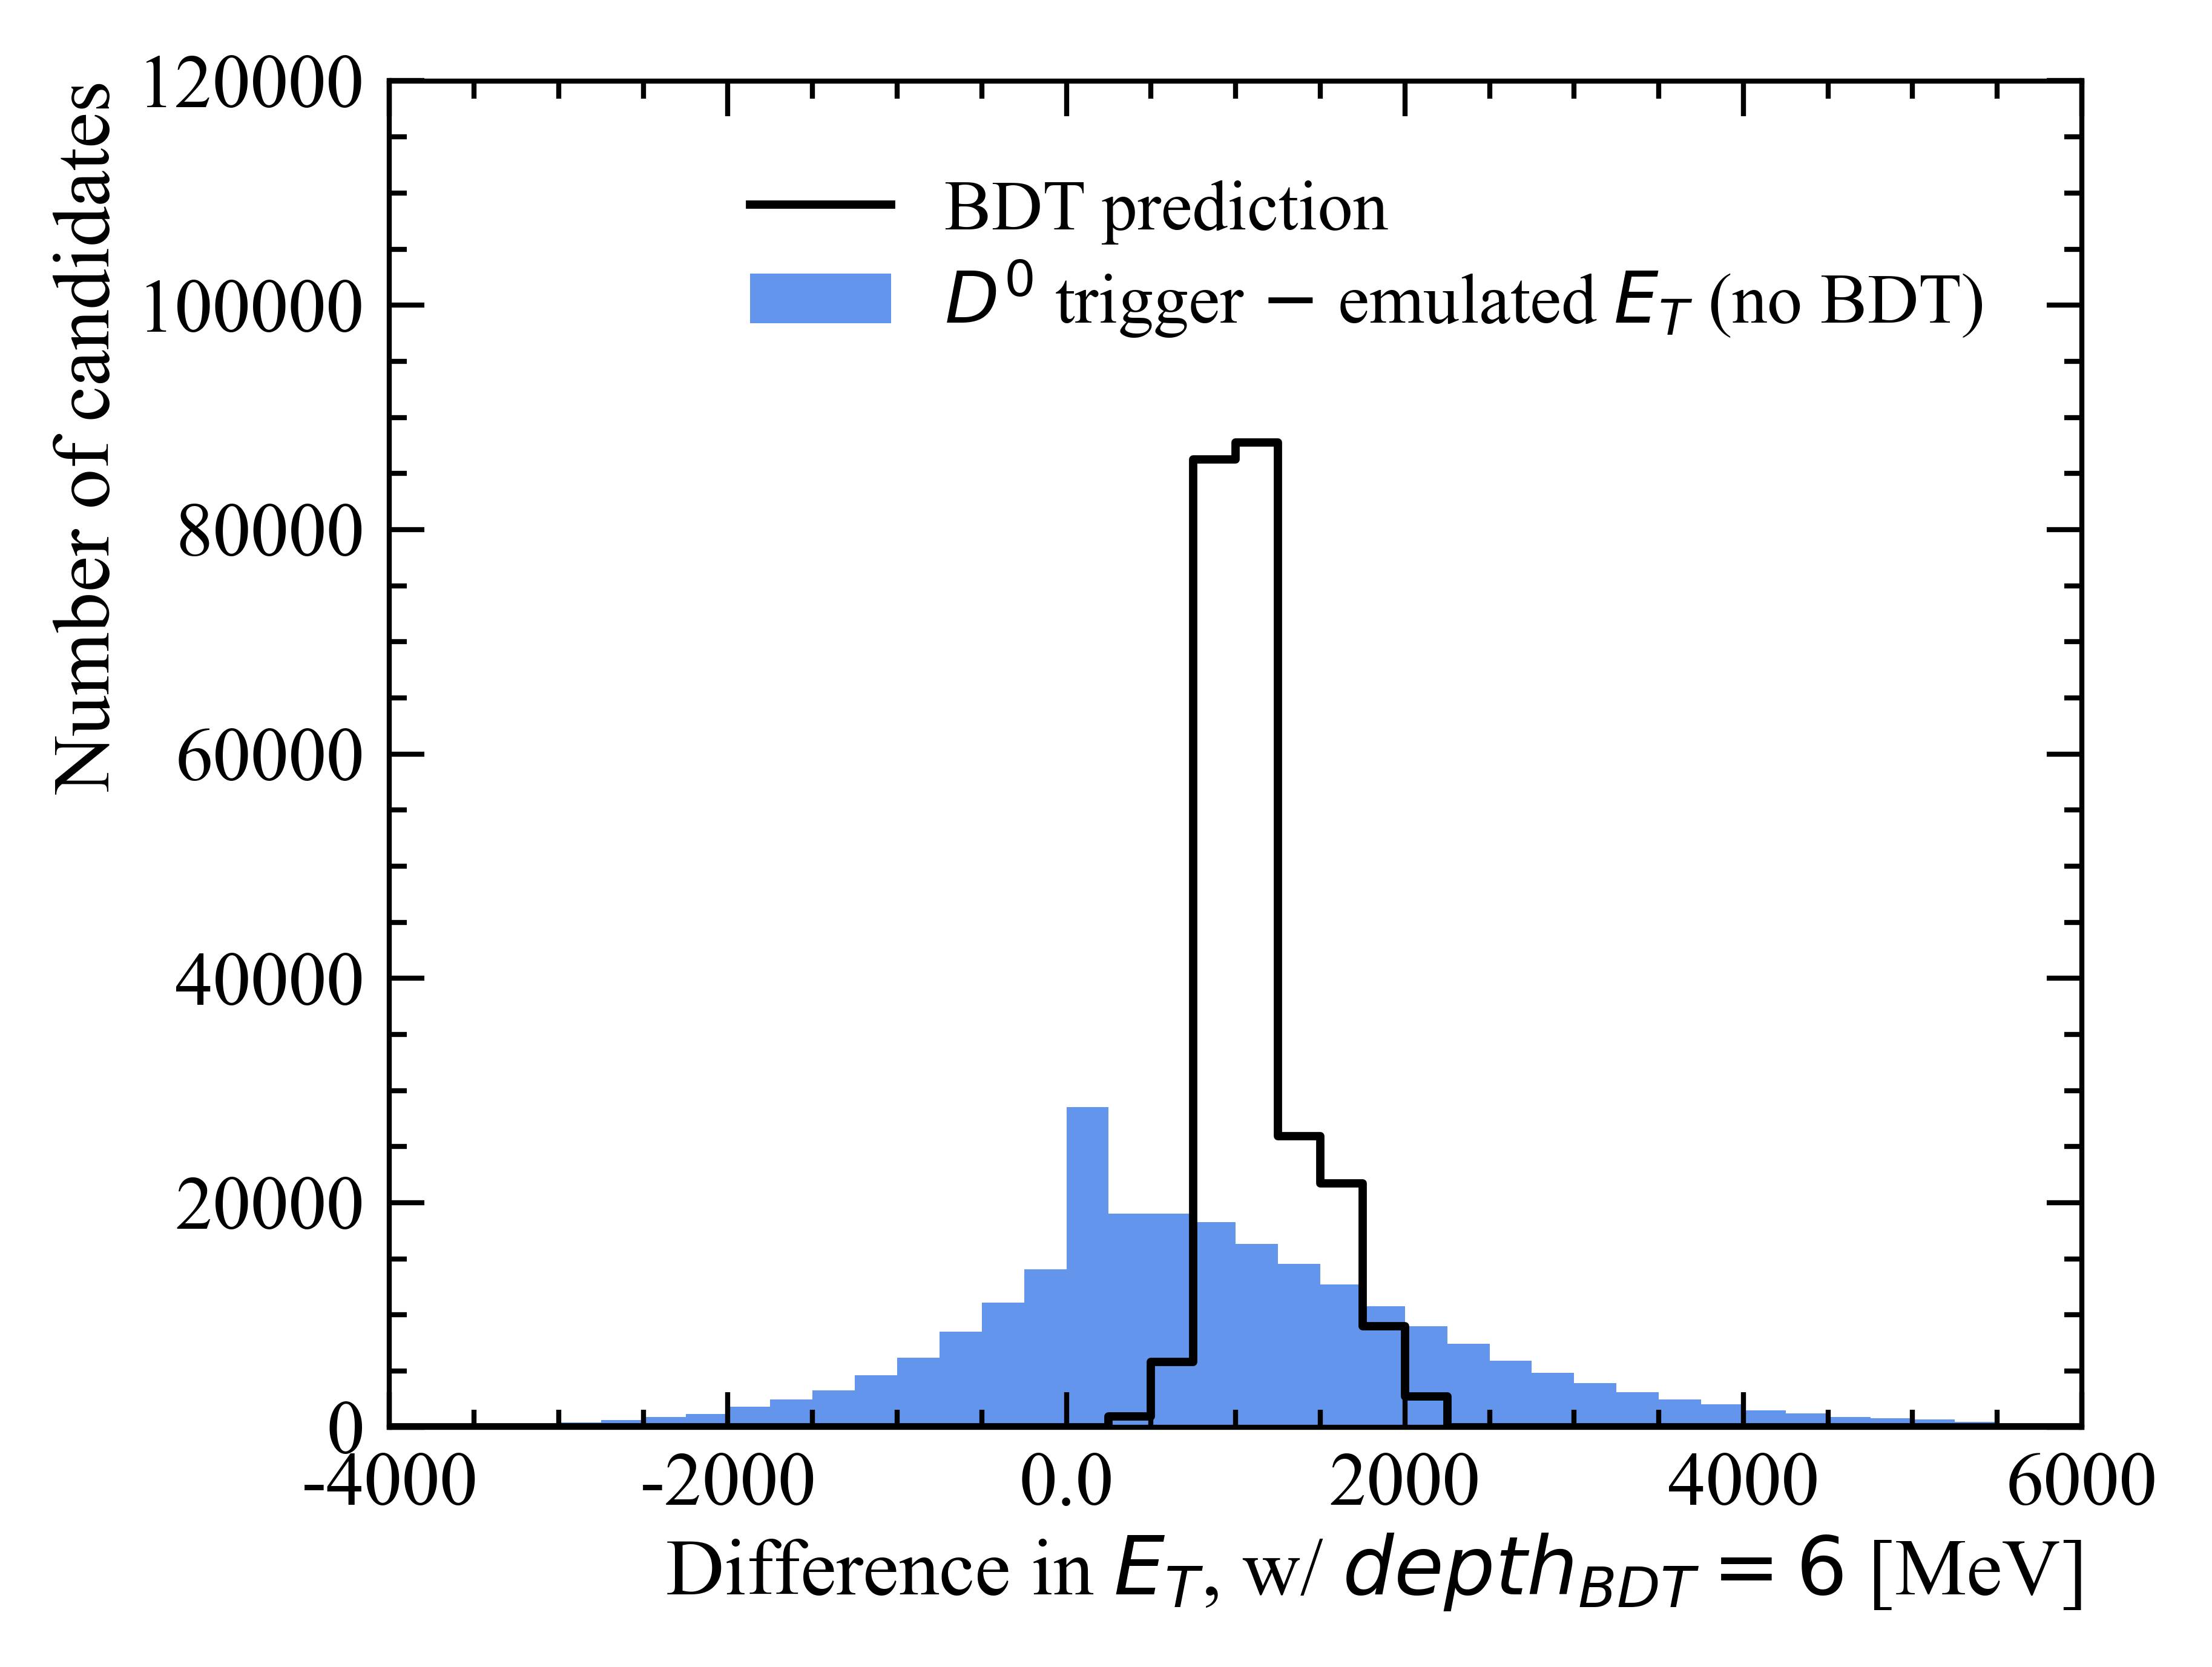 Number of candidates
120000
100000
80000
60000
40000
20000
0
BDT prediction
D⁰ trigger − emulated E_T (no BDT)
-4000 -2000 0.0 2000 4000 6000
Difference in E_T, w/ depth_BDT = 6 [MeV]